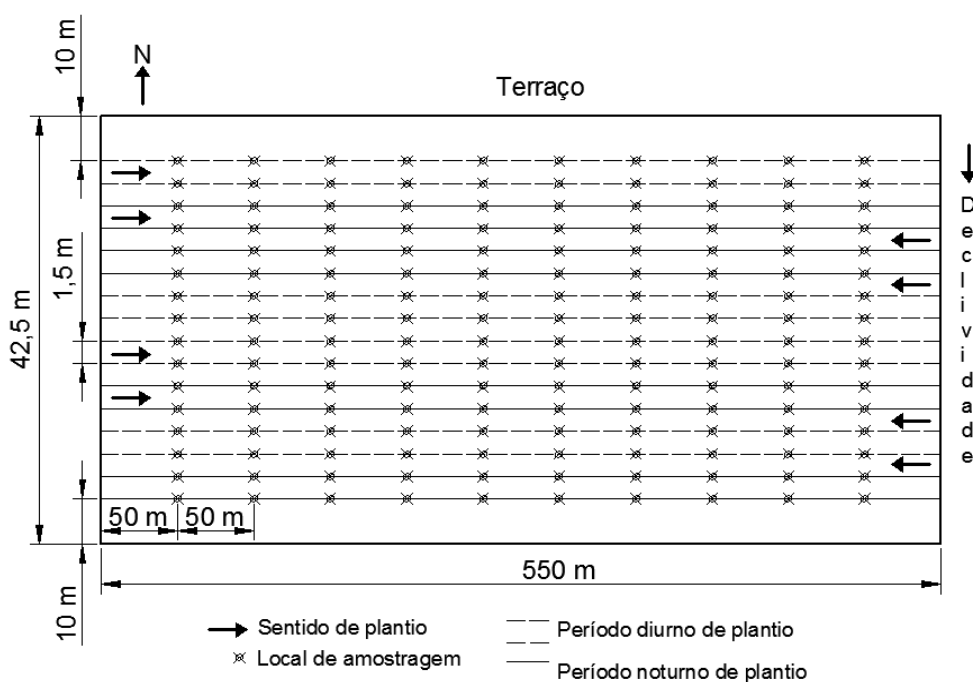 10 m
N
Terraço
Declividade
1,5 m
42,5 m
50 m
50 m
550 m
10 m
Sentido de plantio
Período diurno de plantio
Local de amostragem
Período noturno de plantio